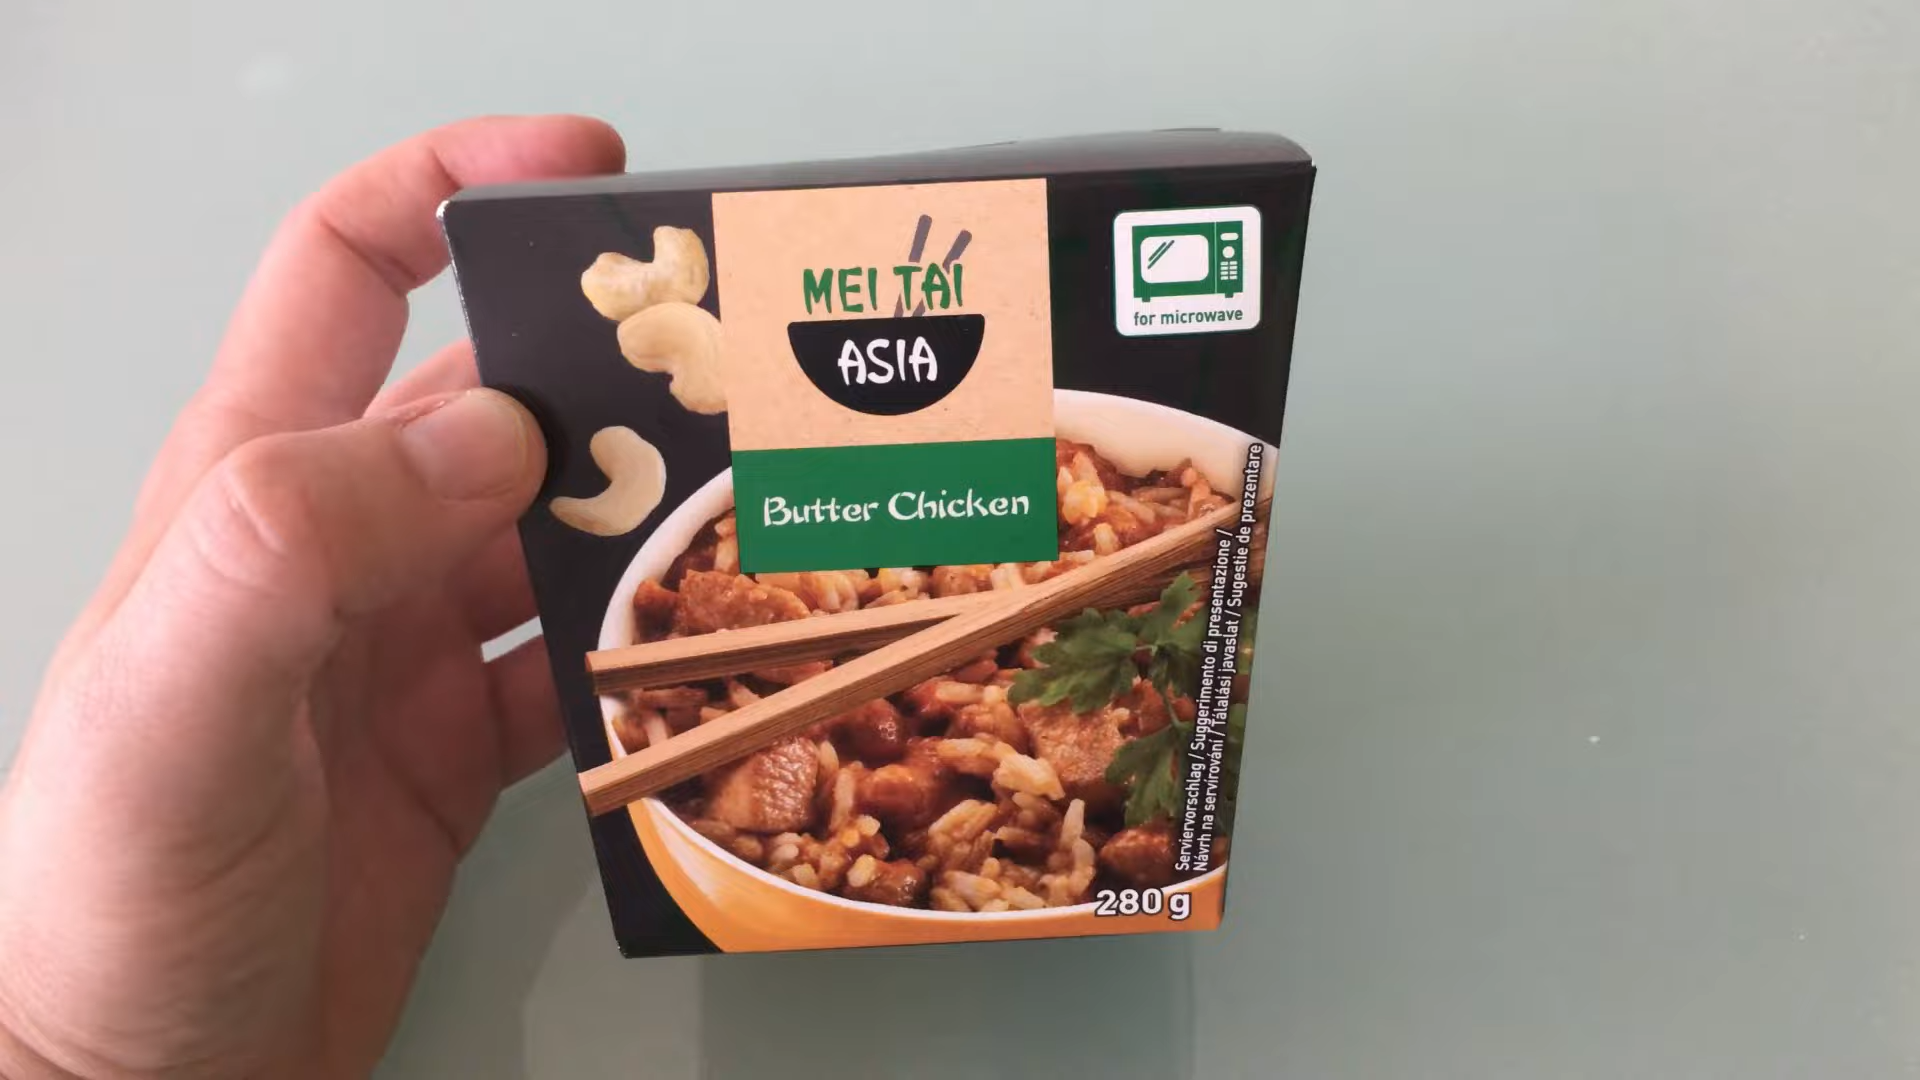 MEI TAI
ASIA
Butter Chicken
for microwave
Serviervorschlag / Suggerimento di presentazione /
Návrh na servírování / Tálalási javaslat / Sugestie de prezentare
280 g